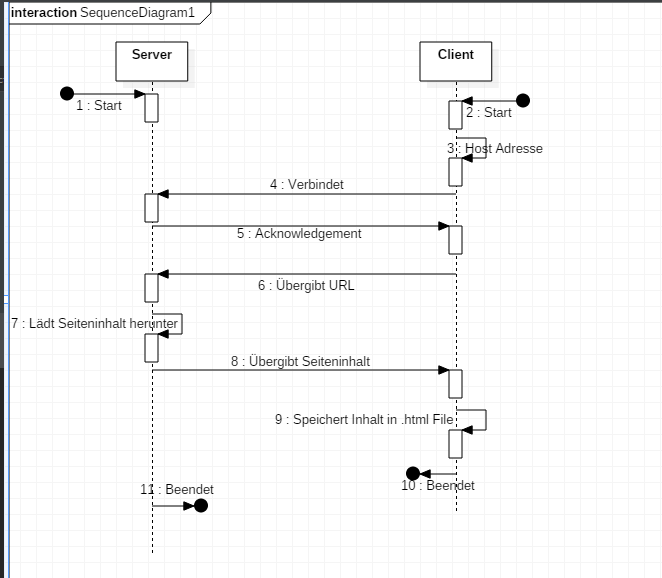 interaction SequenceDiagram1
Server
Client
1 : Start
2 : Start
3 : Host Adresse
4 : Verbindet
5 : Acknowledgement
6 : Übergibt URL
7 : Lädt Seiteninhalt herunter
8 : Übergibt Seiteninhalt
9 : Speichert Inhalt in .html File
10 : Beendet
11 : Beendet